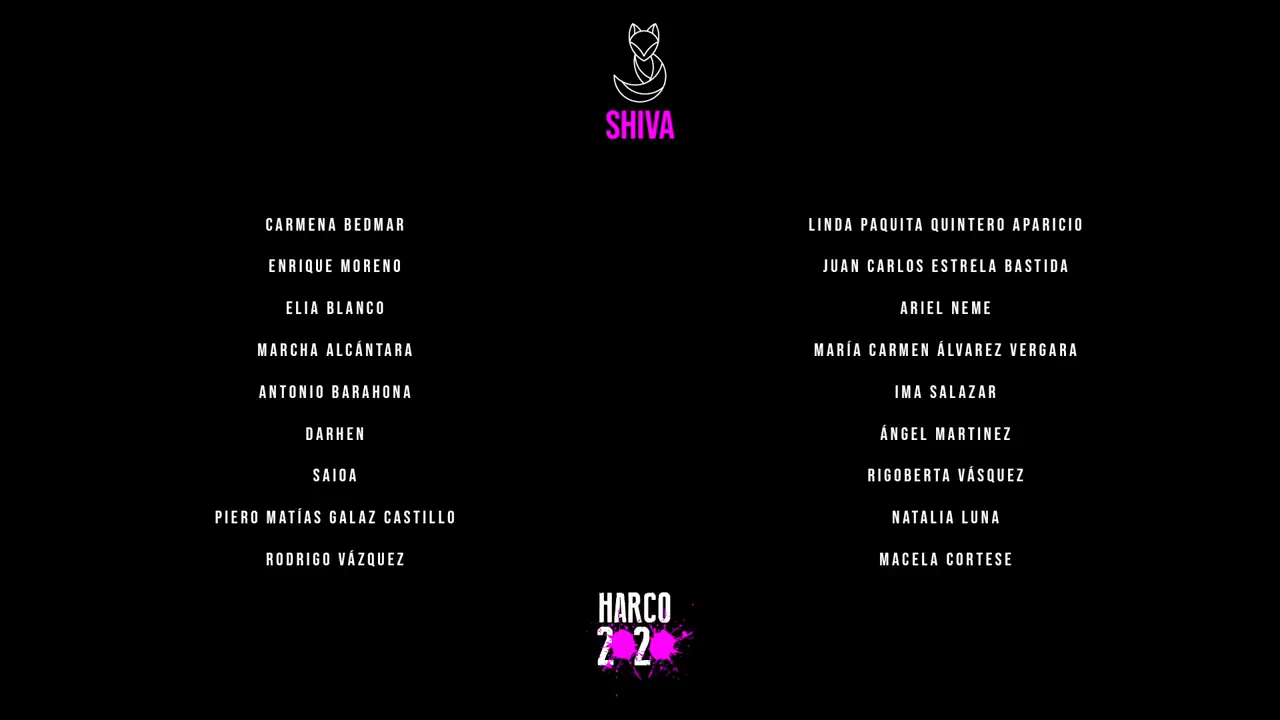 SHIVA
CARMENA BEDMAR
ENRIQUE MORENO
ELIA BLANCO
MARCHA ALCÁNTARA
ANTONIO BARAHONA
DARHEN
SAIOA
PIERO MATÍAS GALAZ CASTILLO
RODRIGO VÁZQUEZ
LINDA PAQUITA QUINTERO APARICIO
JUAN CARLOS ESTRELA BASTIDA
ARIEL NEME
MARÍA CARMEN ÁLVAREZ VERGARA
IMA SALAZAR
ÁNGEL MARTINEZ
RIGOBERTA VÁSQUEZ
NATALIA LUNA
MACELA CORTESE
HARCO
2020